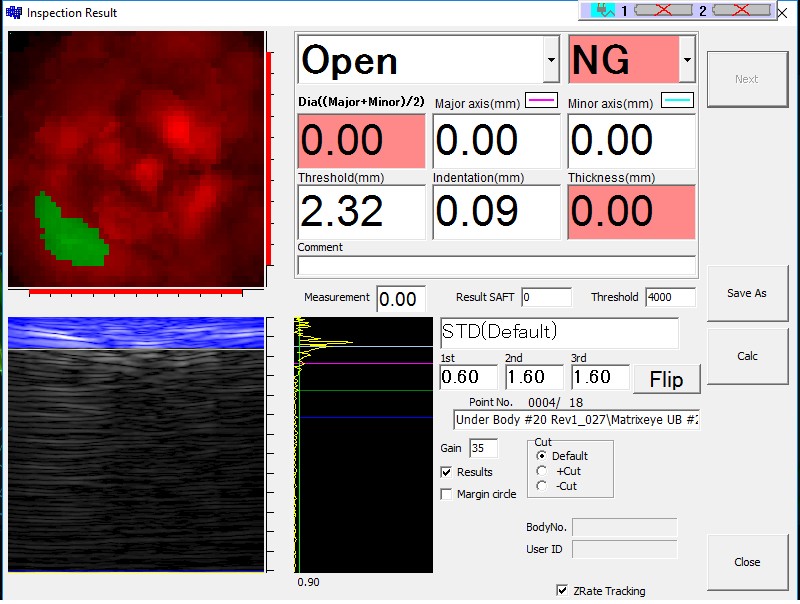 Inspection Result
1 2
Open
NG
Next
Dia((Major+Minor)/2) Major axis(mm) Minor axis(mm)
0.00 0.00 0.00
Threshold(mm) Indentation(mm) Thickness(mm)
2.32 0.09 0.00
Comment
Measurement 0.00 Result SAFT 0 Threshold 4000
Save As
STD(Default)
Calc
1st 2nd 3rd
0.60 1.60 1.60 Flip
Point No. 0004/ 18
Under Body #20 Rev1_027\Matrixeye UB #2
Gain 35
Cut
Default
Results
+Cut
-Cut
Margin circle
BodyNo.
User ID
Close
0.90
ZRate Tracking